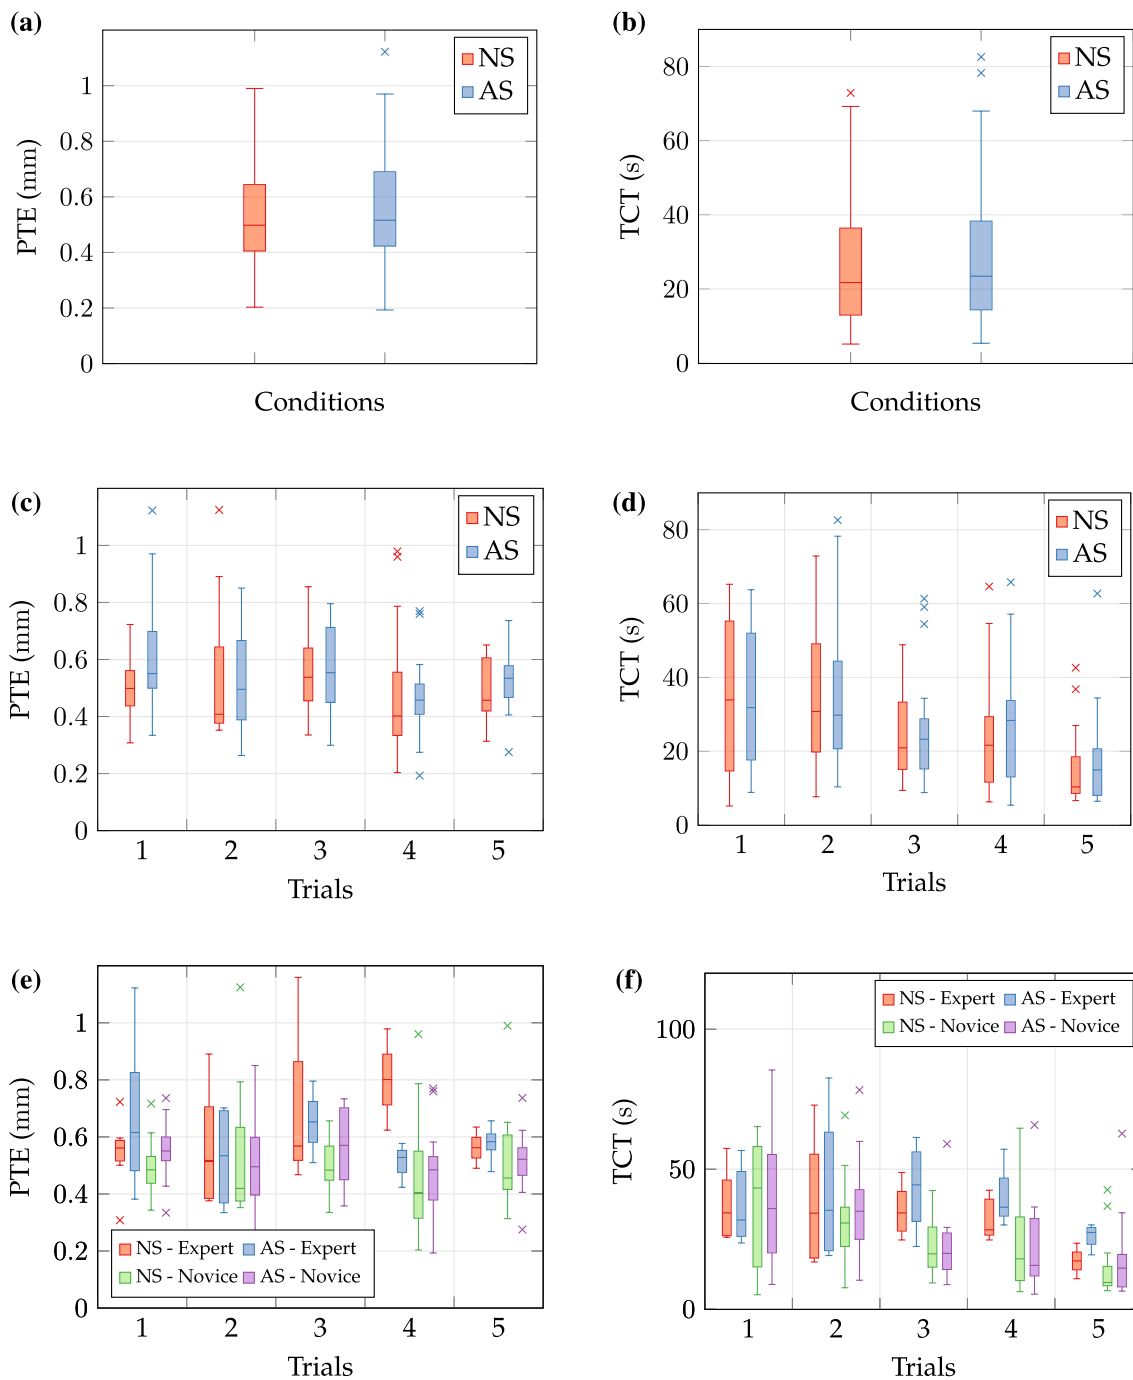 (a)
NS
AS
1
0.8
0.6
0.4
0.2
0
PTE (mm)
Conditions
(b)
NS
AS
80
60
40
20
0
TCT (s)
Conditions
(c)
NS
AS
1
0.8
0.6
0.4
0.2
0
PTE (mm)
1 2 3 4 5
Trials
(d)
NS
AS
80
60
40
20
0
TCT (s)
1 2 3 4 5
Trials
(e)
1
0.8
0.6
0.4
0.2
0
PTE (mm)
NS - Expert AS - Expert
NS - Novice AS - Novice
1 2 3 4 5
Trials
(f)
NS - Expert AS - Expert
NS - Novice AS - Novice
100
50
0
TCT (s)
1 2 3 4 5
Trials